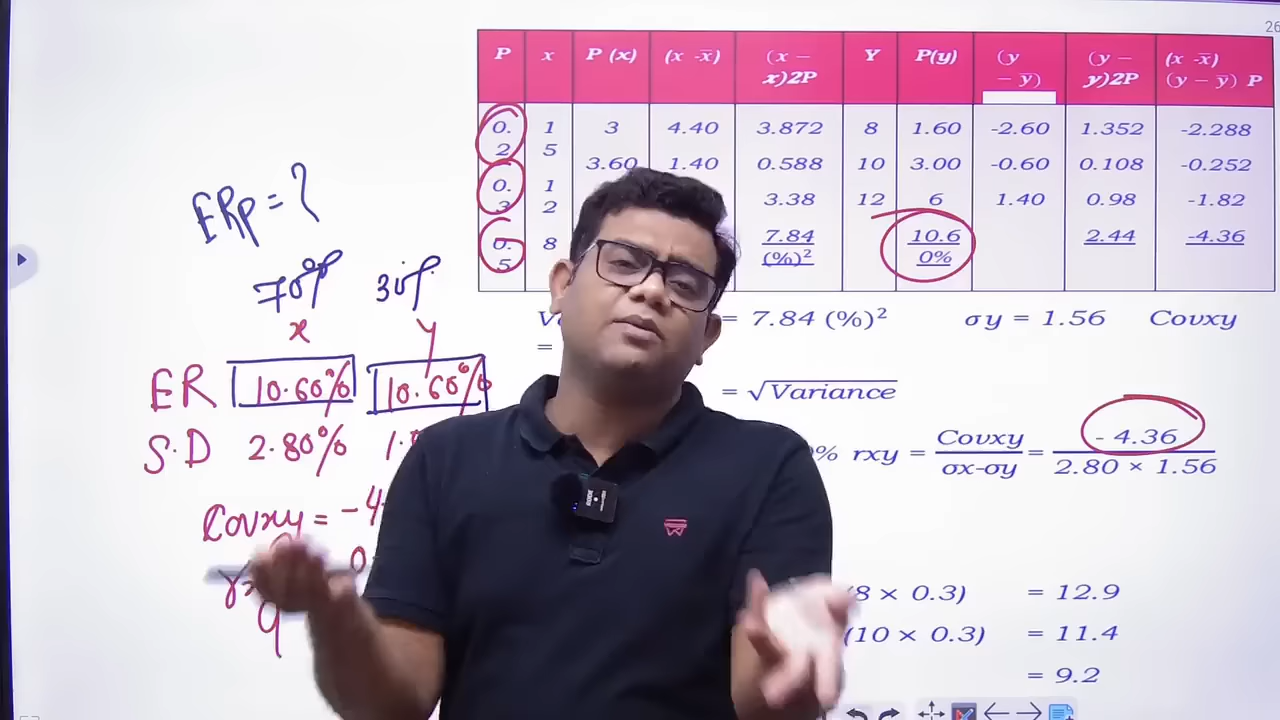 26
P x P (x) (x -x̄) (x – x)2P Y P(y) (y – ȳ) (y – y)2P (x -x̄) (y – ȳ) P
0.2 15 3 4.40 3.872 8 1.60 -2.60 1.352 -2.288
0.3 12 3.60 1.40 0.588 10 3.00 -0.60 0.108 -0.252
0.5 8 3.38 12 6 1.40 0.98 -1.82
7.84 (%)² 10.60% 2.44 -4.36
ERp = ?
70% 30%
x y
ER 10.60% 10.60%
S.D 2.80%
Covxy = -4
= 7.84 (%)² σy = 1.56 Covxy
=
= √Variance
% rxy = Covxy / σx-σy = - 4.36 / 2.80 × 1.56
(8 × 0.3) = 12.9
(10 × 0.3) = 11.4
= 9.2